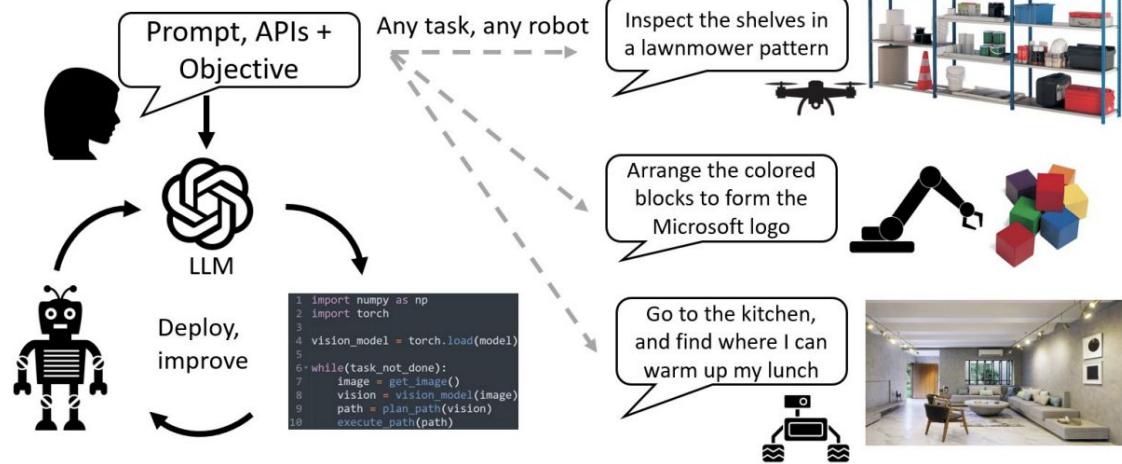 Prompt, APIs +
Objective
Any task, any robot
Inspect the shelves in
a lawnmower pattern
LLM
Deploy,
improve
1 import numpy as np
2 import torch
3
4 vision_model = torch.load(model)
5
6 while(task_not_done):
7 image = get_image()
8 vision = vision_model(image)
9 path = plan_path(vision)
10 execute_path(path)
Arrange the colored
blocks to form the
Microsoft logo
Go to the kitchen,
and find where I can
warm up my lunch